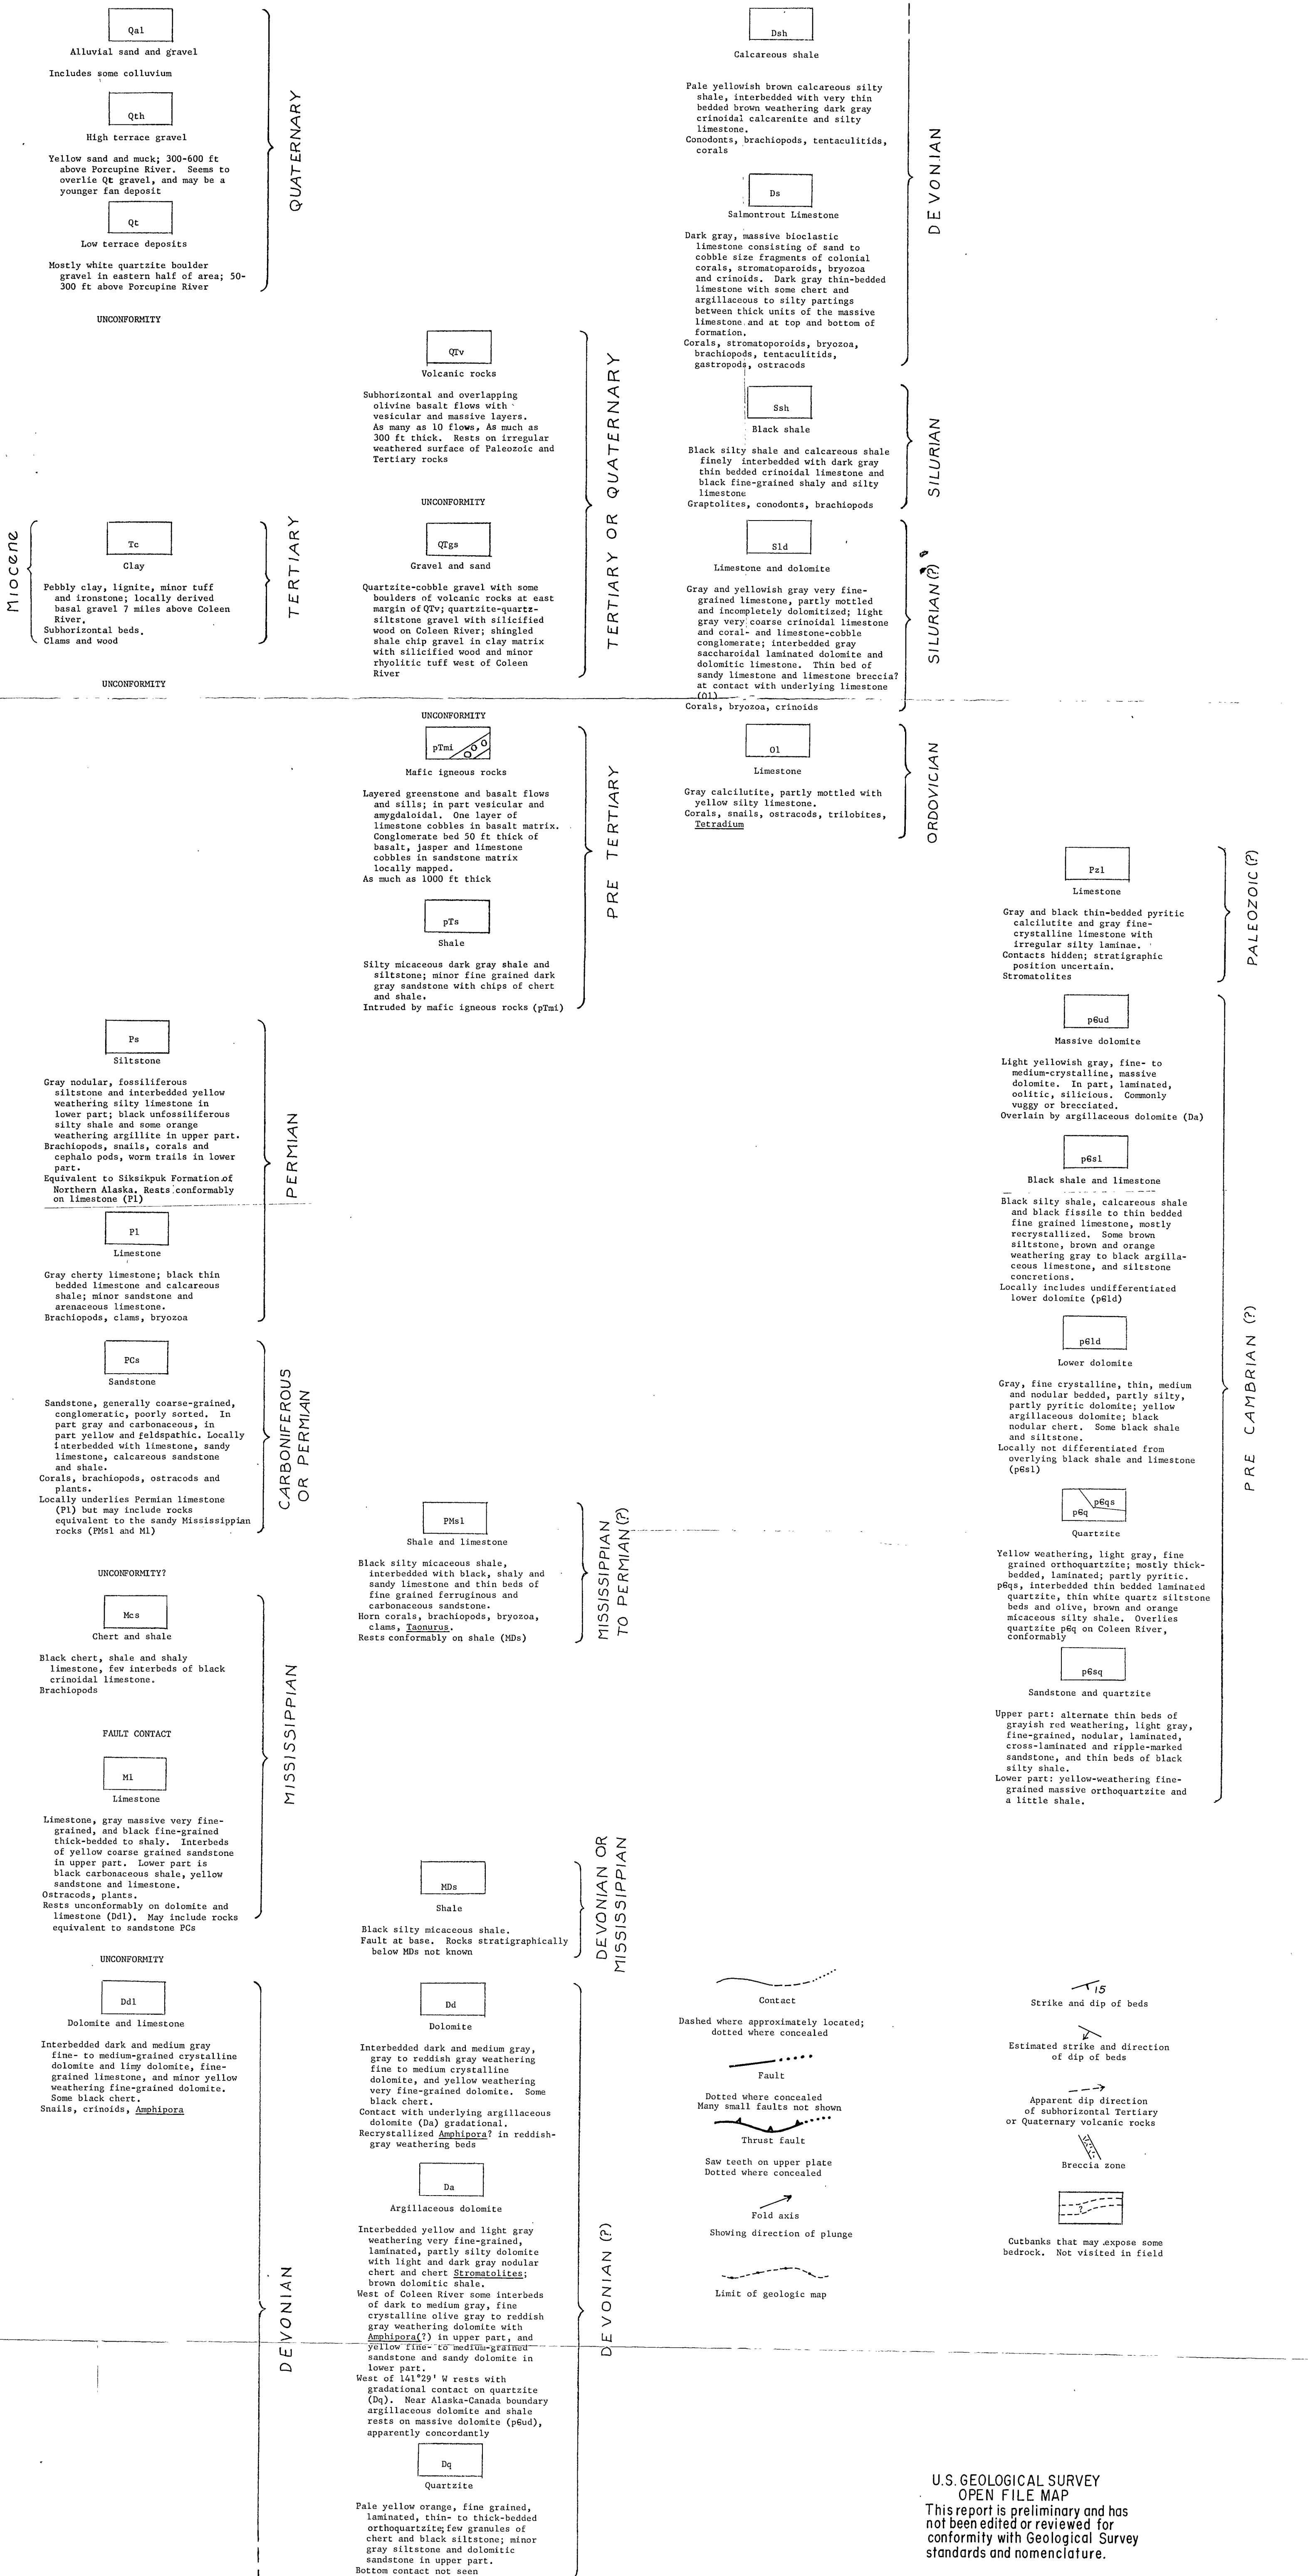 Qal
Alluvial sand and gravel
Includes some colluvium
Qth
High terrace gravel
Yellow sand and muck; 300-600 ft
above Porcupine River. Seems to
overlie Qt gravel, and may be a
younger fan deposit
Qt
Low terrace deposits
Mostly white quartzite boulder
gravel in eastern half of area; 50-
300 ft above Porcupine River
QUATERNARY
UNCONFORMITY
Tc
Clay
Pebbly clay, lignite, minor tuff
and ironstone; locally derived
basal gravel 7 miles above Coleen
River.
Subhorizontal beds.
Clams and wood
Miocene
TERTIARY
UNCONFORMITY
Ps
Siltstone
Gray nodular, fossiliferous
siltstone and interbedded yellow
weathering silty limestone in
lower part; black unfossiliferous
silty shale and some orange
weathering argillite in upper part.
Brachiopods, snails, corals and
cephalo pods, worm trails in lower
part.
Equivalent to Siksikpuk Formation of
Northern Alaska. Rests conformably
on limestone (Pl)
Pl
Limestone
Gray cherty limestone; black thin
bedded limestone and calcareous
shale; minor sandstone and
arenaceous limestone.
Brachiopods, clams, bryozoa
PERMIAN
PCs
Sandstone
Sandstone, generally coarse-grained,
conglomeratic, poorly sorted. In
part gray and carbonaceous, in
part yellow and feldspathic. Locally
interbedded with limestone, sandy
limestone, calcareous sandstone
and shale.
Corals, brachiopods, ostracods and
plants.
Locally underlies Permian limestone
(Pl) but may include rocks
equivalent to the sandy Mississippian
rocks (PMsl and Ml)
CARBONIFEROUS
OR PERMIAN
UNCONFORMITY?
Mcs
Chert and shale
Black chert, shale and shaly
limestone, few interbeds of black
crinoidal limestone.
Brachiopods
FAULT CONTACT
Ml
Limestone
Limestone, gray massive very fine-
grained, and black fine-grained
thick-bedded to shaly. Interbeds
of yellow coarse grained sandstone
in upper part. Lower part is
black carbonaceous shale, yellow
sandstone and limestone.
Ostracods, plants.
Rests unconformably on dolomite and
limestone (Ddl). May include rocks
equivalent to sandstone PCs
MISSISSIPPIAN
UNCONFORMITY
Ddl
Dolomite and limestone
Interbedded dark and medium gray
fine- to medium-grained crystalline
dolomite and limy dolomite, fine-
grained limestone, and minor yellow
weathering fine-grained dolomite.
Some black chert.
Snails, crinoids, Amphipora
DEVONIAN
QTv
Volcanic rocks
Subhorizontal and overlapping
olivine basalt flows with
vesicular and massive layers.
As many as 10 flows, As much as
300 ft thick. Rests on irregular
weathered surface of Paleozoic and
Tertiary rocks
UNCONFORMITY
QTgs
Gravel and sand
Quartzite-cobble gravel with some
boulders of volcanic rocks at east
margin of QTv; quartzite-quartz-
siltstone gravel with silicified
wood on Coleen River; shingled
shale chip gravel in clay matrix
with silicified wood and minor
rhyolitic tuff west of Coleen
River
TERTIARY OR QUATERNARY
UNCONFORMITY
pTmi
Mafic igneous rocks
Layered greenstone and basalt flows
and sills; in part vesicular and
amygdaloidal. One layer of
limestone cobbles in basalt matrix.
Conglomerate bed 50 ft thick of
basalt, jasper and limestone
cobbles in sandstone matrix
locally mapped.
As much as 1000 ft thick
pTs
Shale
Silty micaceous dark gray shale and
siltstone; minor fine grained dark
gray sandstone with chips of chert
and shale.
Intruded by mafic igneous rocks (pTmi)
PRE TERTIARY
PMsl
Shale and limestone
Black silty micaceous shale,
interbedded with black, shaly and
sandy limestone and thin beds of
fine grained ferruginous and
carbonaceous sandstone.
Horn corals, brachiopods, bryozoa,
clams, Taonurus.
Rests conformably on shale (MDs)
MISSISSIPPIAN
TO PERMIAN(?)
MDs
Shale
Black silty micaceous shale.
Fault at base. Rocks stratigraphically
below MDs not known
DEVONIAN OR
MISSISSIPPIAN
Dd
Dolomite
Interbedded dark and medium gray,
gray to reddish gray weathering
fine to medium crystalline
dolomite, and yellow weathering
very fine-grained dolomite. Some
black chert.
Contact with underlying argillaceous
dolomite (Da) gradational.
Recrystallized Amphipora? in reddish-
gray weathering beds
Da
Argillaceous dolomite
Interbedded yellow and light gray
weathering very fine-grained,
laminated, partly silty dolomite
with light and dark gray nodular
chert and chert Stromatolites;
brown dolomitic shale.
West of Coleen River some interbeds
of dark to medium gray, fine
crystalline olive gray to reddish
gray weathering dolomite with
Amphipora(?) in upper part, and
yellow fine- to medium-grained
sandstone and sandy dolomite in
lower part.
West of 141°29' W rests with
gradational contact on quartzite
(Dq). Near Alaska-Canada boundary
argillaceous dolomite and shale
rests on massive dolomite (pЄud),
apparently concordantly
Dq
Quartzite
Pale yellow orange, fine grained,
laminated, thin- to thick-bedded
orthoquartzite; few granules of
chert and black siltstone; minor
gray siltstone and dolomitic
sandstone in upper part.
Bottom contact not seen
DEVONIAN (?)
Dsh
Calcareous shale
Pale yellowish brown calcareous silty
shale, interbedded with very thin
bedded brown weathering dark gray
crinoidal calcarenite and silty
limestone.
Conodonts, brachiopods, tentaculitids,
corals
Ds
Salmontrout Limestone
Dark gray, massive bioclastic
limestone consisting of sand to
cobble size fragments of colonial
corals, stromatoparoids, bryozoa
and crinoids. Dark gray thin-bedded
limestone with some chert and
argillaceous to silty partings
between thick units of the massive
limestone and at top and bottom of
formation.
Corals, stromatoporoids, bryozoa,
brachiopods, tentaculitids,
gastropods, ostracods
DEVONIAN
Ssh
Black shale
Black silty shale and calcareous shale
finely interbedded with dark gray
thin bedded crinoidal limestone and
black fine-grained shaly and silty
limestone
Graptolites, conodonts, brachiopods
SILURIAN
Sld
Limestone and dolomite
Gray and yellowish gray very fine-
grained limestone, partly mottled
and incompletely dolomitized; light
gray very coarse crinoidal limestone
and coral- and limestone-cobble
conglomerate; interbedded gray
saccharoidal laminated dolomite and
dolomitic limestone. Thin bed of
sandy limestone and limestone breccia?
at contact with underlying limestone
(Ol)
Corals, bryozoa, crinoids
SILURIAN(?)
Ol
Limestone
Gray calcilutite, partly mottled with
yellow silty limestone.
Corals, snails, ostracods, trilobites,
Tetradium
ORDOVICIAN
Pzl
Limestone
Gray and black thin-bedded pyritic
calcilutite and gray fine-
crystalline limestone with
irregular silty laminae.
Contacts hidden; stratigraphic
position uncertain.
Stromatolites
PALEOZOIC(?)
pЄud
Massive dolomite
Light yellowish gray, fine- to
medium-crystalline, massive
dolomite. In part, laminated,
oolitic, silicious. Commonly
vuggy or brecciated.
Overlain by argillaceous dolomite (Da)
pЄsl
Black shale and limestone
Black silty shale, calcareous shale
and black fissile to thin bedded
fine grained limestone, mostly
recrystallized. Some brown
siltstone, brown and orange
weathering gray to black argilla-
ceous limestone, and siltstone
concretions.
Locally includes undifferentiated
lower dolomite (pЄld)
pЄld
Lower dolomite
Gray, fine crystalline, thin, medium
and nodular bedded, partly silty,
partly pyritic dolomite; yellow
argillaceous dolomite; black
nodular chert. Some black shale
and siltstone.
Locally not differentiated from
overlying black shale and limestone
(pЄsl)
pЄqs
pЄq
Quartzite
Yellow weathering, light gray, fine
grained orthoquartzite; mostly thick-
bedded, laminated; partly pyritic.
pЄqs, interbedded thin bedded laminated
quartzite, thin white quartz siltstone
beds and olive, brown and orange
micaceous silty shale. Overlies
quartzite pЄq on Coleen River,
conformably
pЄsq
Sandstone and quartzite
Upper part: alternate thin beds of
grayish red weathering, light gray,
fine-grained, nodular, laminated,
cross-laminated and ripple-marked
sandstone, and thin beds of black
silty shale.
Lower part: yellow-weathering fine-
grained massive orthoquartzite and
a little shale.
PRE CAMBRIAN (?)
Contact
Dashed where approximately located;
dotted where concealed
Fault
Dotted where concealed
Many small faults not shown
Thrust fault
Saw teeth on upper plate
Dotted where concealed
Fold axis
Showing direction of plunge
Limit of geologic map
15
Strike and dip of beds
Estimated strike and direction
of dip of beds
Apparent dip direction
of subhorizontal Tertiary
or Quaternary volcanic rocks
Breccia zone
?
Cutbanks that may expose some
bedrock. Not visited in field
U.S. GEOLOGICAL SURVEY
OPEN FILE MAP
This report is preliminary and has
not been edited or reviewed for
conformity with Geological Survey
standards and nomenclature.